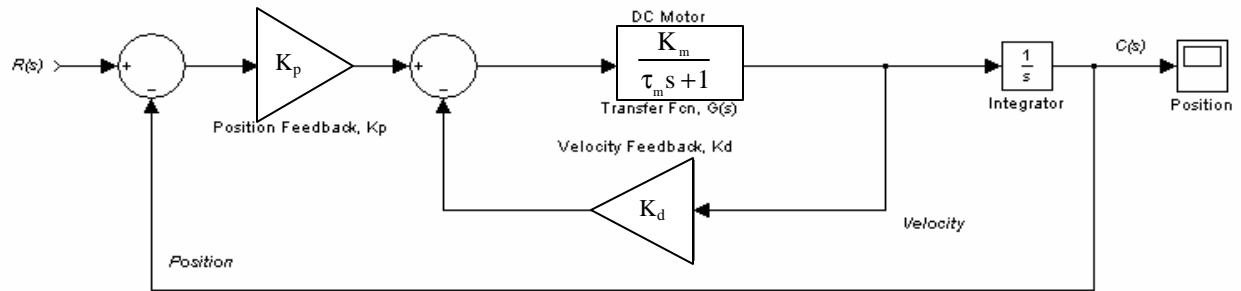 DC Motor
R(s)
+
−
K_p
+
−
K_m
τ_m s + 1
1
s
C(s)
Position Feedback, Kp
Transfer Fcn, G(s)
Integrator
Position
Velocity Feedback, Kd
K_d
Velocity
Position